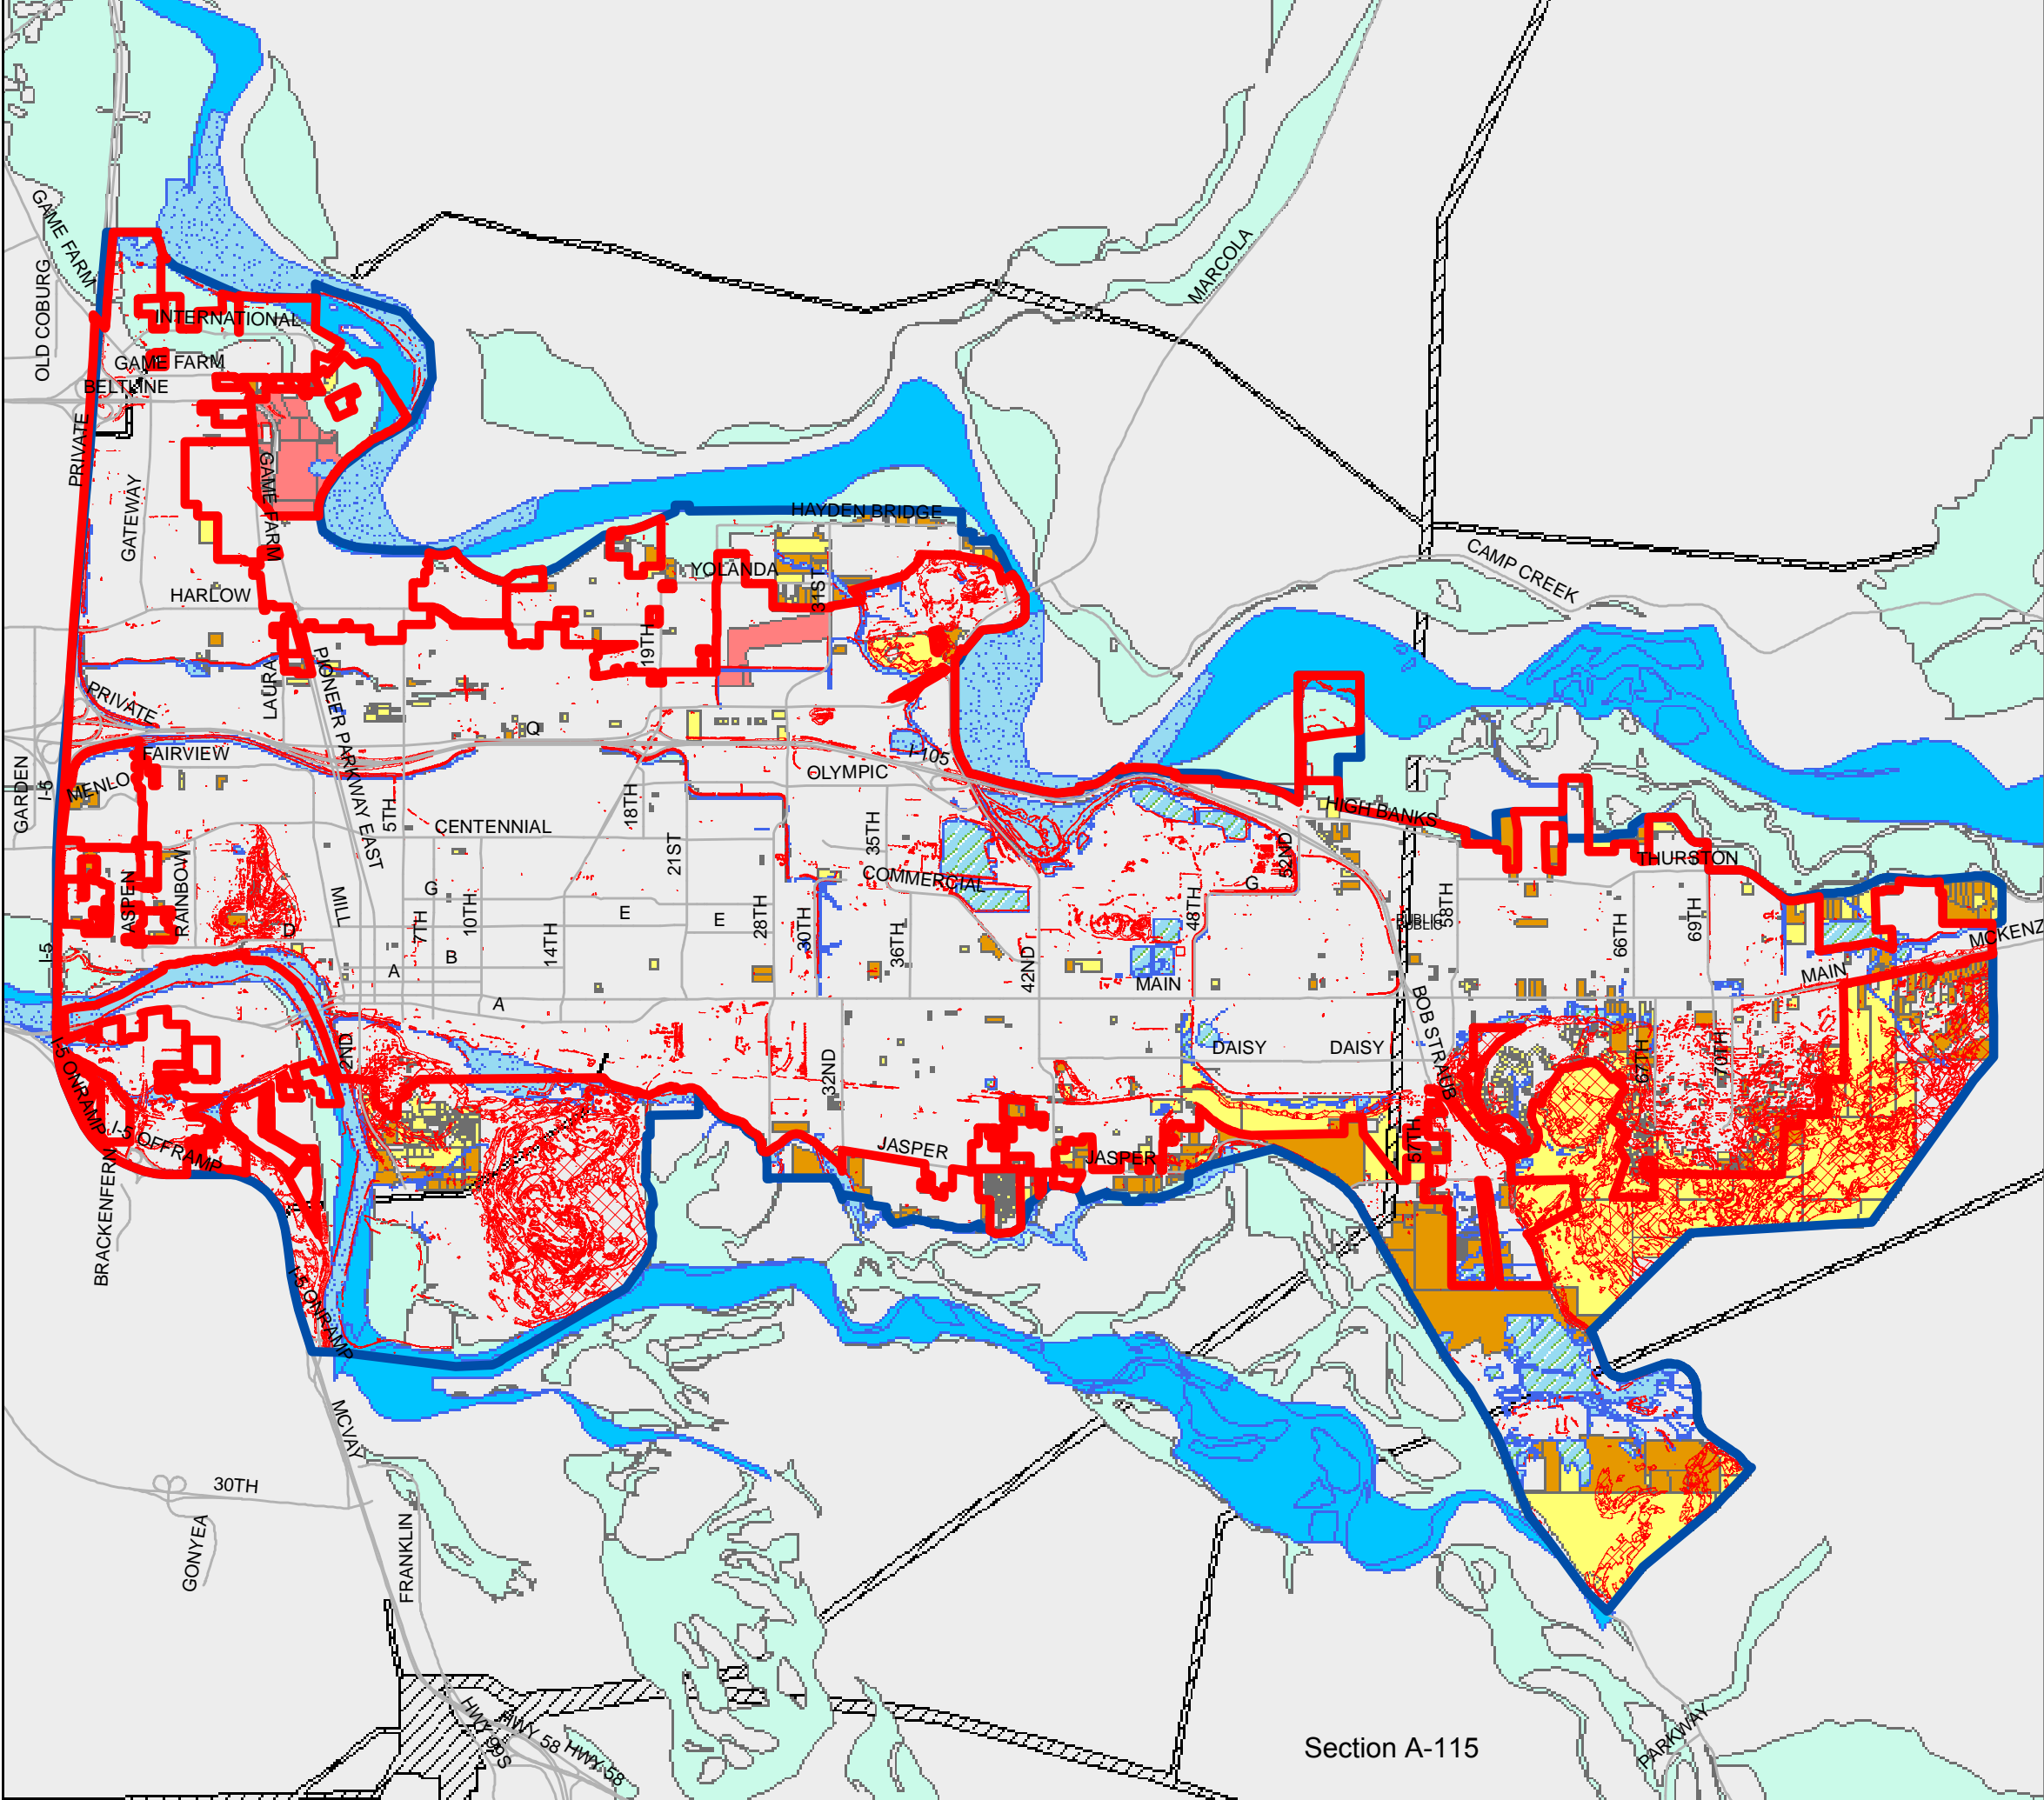 GAME FARM
OLD COBURG
MARCOLA
INTERNATIONAL
GAME FARM
BELTLINE
PRIVATE
GATEWAY
GAME FARM
HAYDEN BRIDGE
CAMP CREEK
YOLANDA
31ST
HARLOW
19TH
LAURA
PIONEER PARKWAY EAST
PRIVATE
Q
I-105
FAIRVIEW
OLYMPIC
GARDEN
I-5
MENLO
5TH
18TH
HIGH BANKS
CENTENNIAL
35TH
21ST
52ND
THURSTON
COMMERCIAL
G
ASPEN
RAINBOW
MILL
G
7TH
10TH
E
E
28TH
30TH
36TH
48TH
58TH
PUBLIC
PUBLIC
66TH
69TH
D
14TH
I-5
B
A
42ND
MCKENZ
MAIN
MAIN
A
BOB STRAUB
2ND
DAISY
DAISY
I-5 ONRAMP
32ND
67TH
70TH
I-5 OFFRAMP
JASPER
JASPER
57TH
BRACKENFERN
I-5 ONRAMP
MCVAY
30TH
GONYEA
FRANKLIN
HWY 99S
HWY 58
HWY 58
Section A-115
PARKWAY